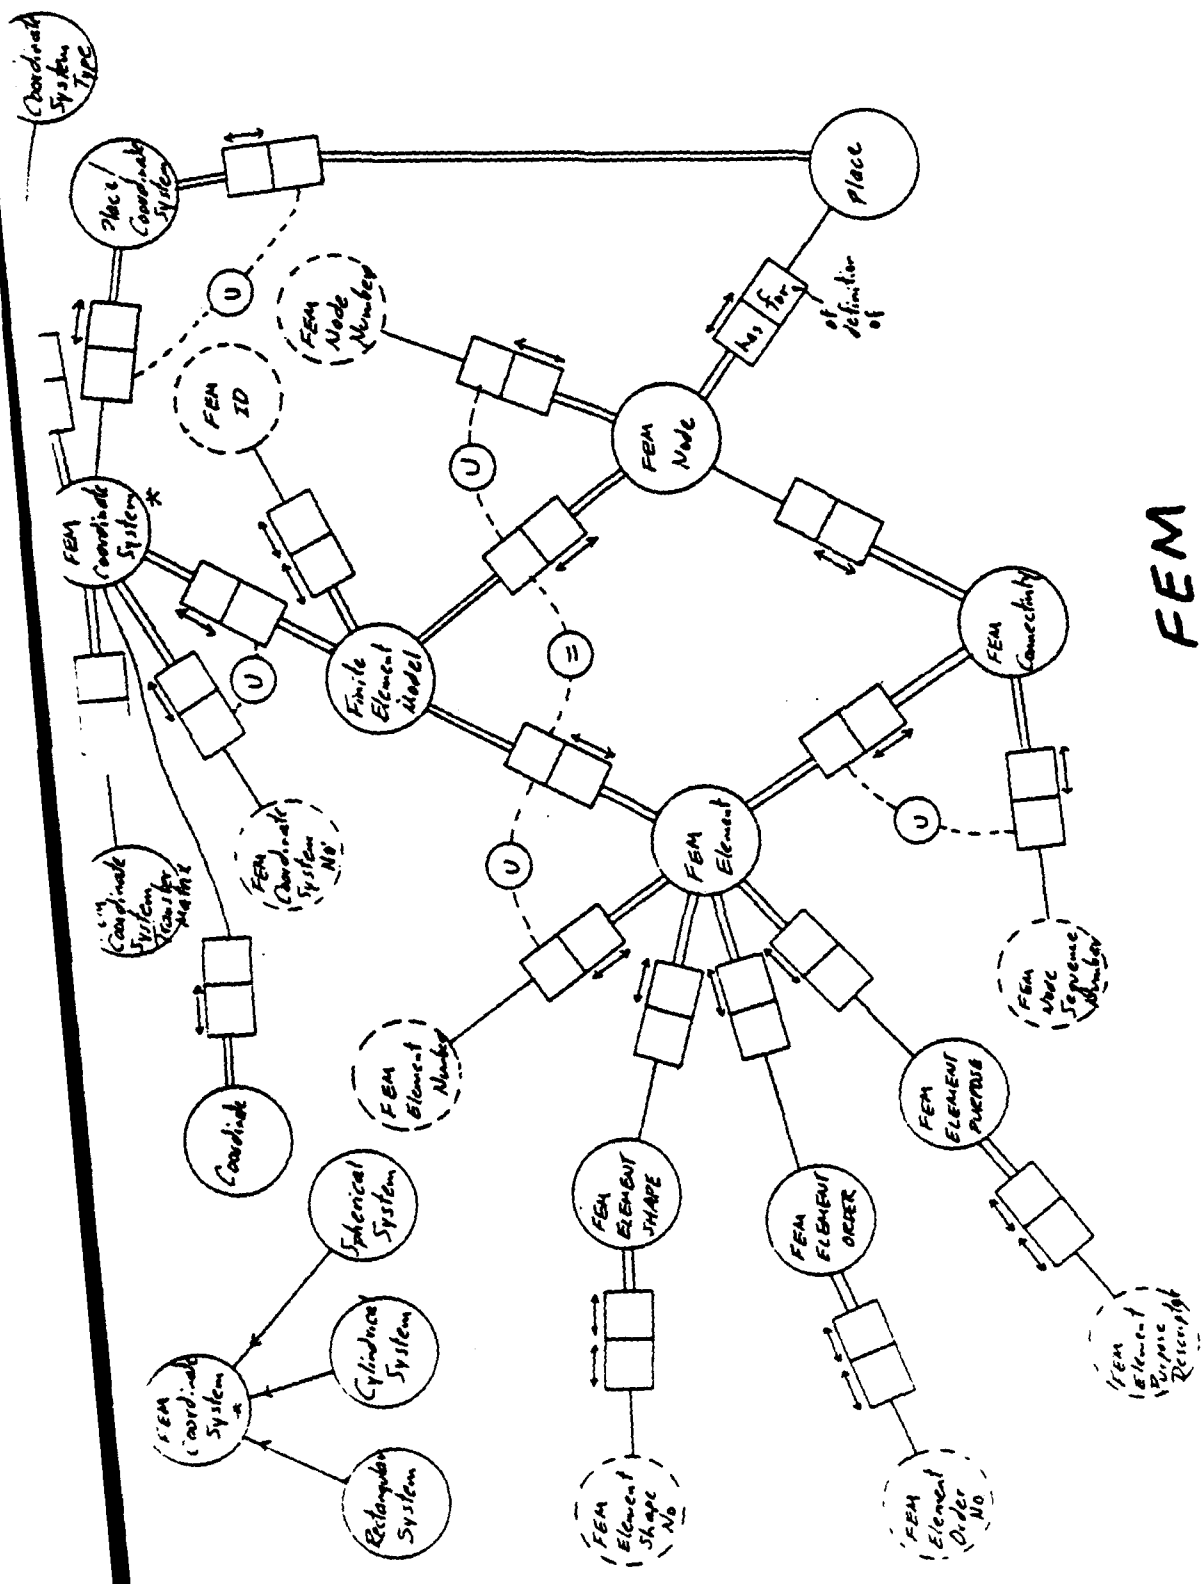 Coordinate
System
Type
Place/
Coordinate
System
U
FEM
Node
Number
Place
has
for
of
definition
of
FEM
ID
FEM
Coordinate
System
*
U
FEM
Node
Finite
Element
Model
U
=
FEM
Connectivity
FEM
Coordinate
System
Transfer
Matrix
Coordinate
System
No
U
FEM
Element
U
FEM
Node
Sequence
Number
FEM
Element
Number
Coordinate
FEM
ELEMENT
SHAPE
FEM
ELEMENT
ORDER
FEM
ELEMENT
PURPOSE
Spherical
System
Cylindrical
System
Rectangular
System
FEM
Coordinate
System
*
FEM
Element
Shape
No
FEM
Element
Order
No
FEM
Element
Purpose
Descriptor
FEM